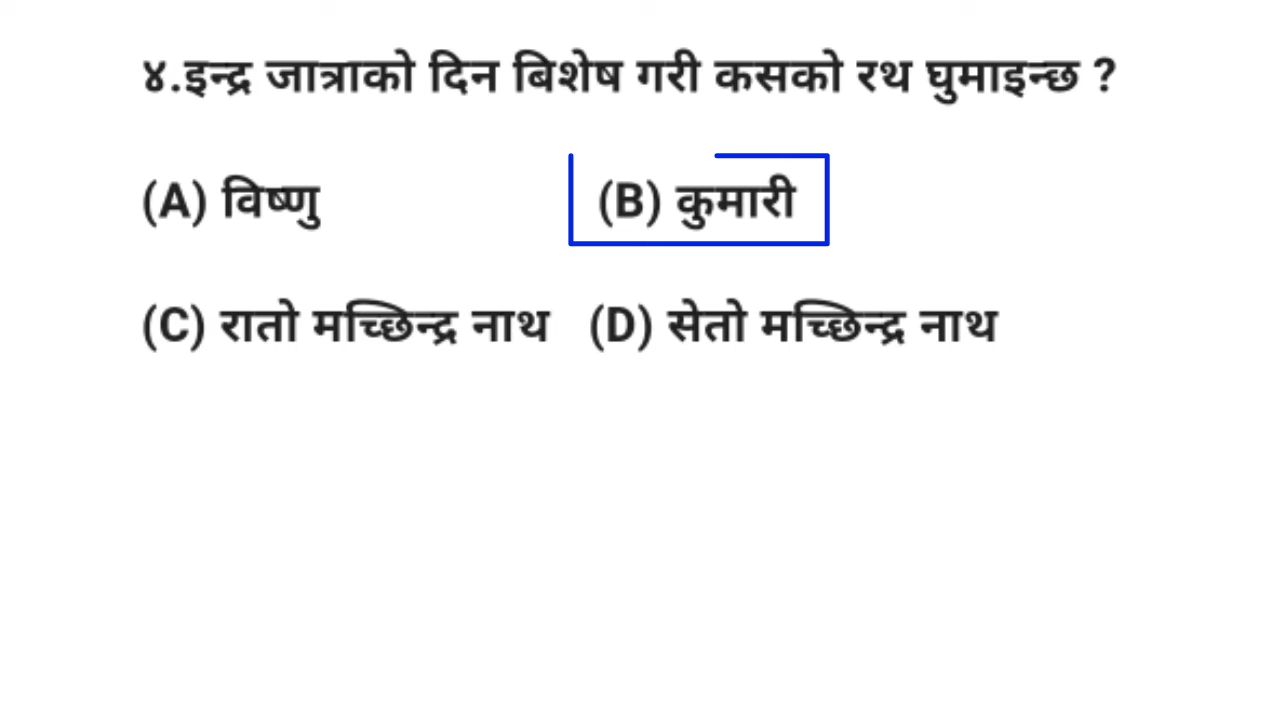 ४.इन्द्र जात्राको दिन बिशेष गरी कसको रथ घुमाइन्छ ?
(A) विष्णु (B) कुमारी
(C) रातो मच्छिन्द्र नाथ (D) सेतो मच्छिन्द्र नाथ